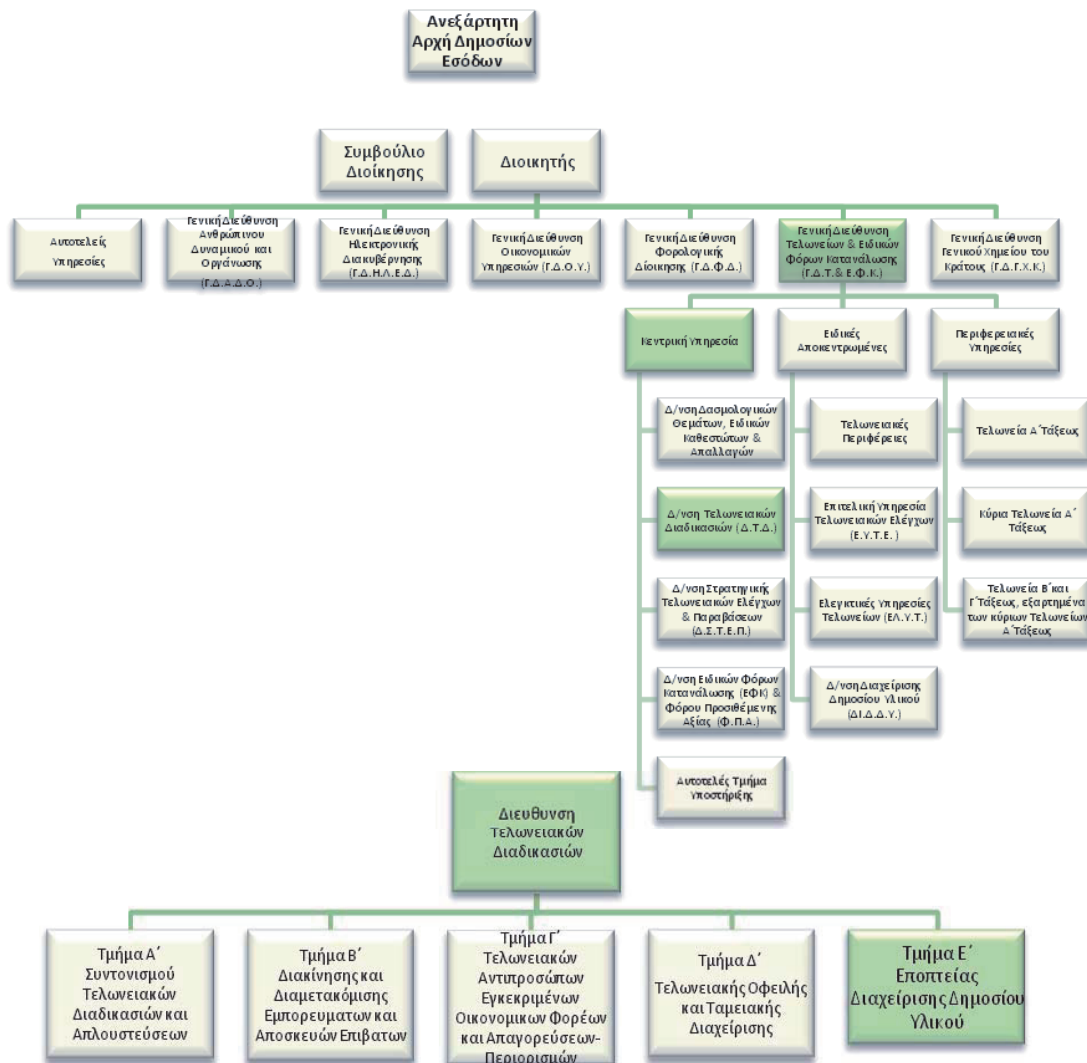 Ανεξάρτητη
Αρχή Δημοσίων
Εσόδων
Συμβούλιο
Διοίκησης
Διοικητής
Αυτοτελείς
Υπηρεσίες
Γενική Διεύθυνση
Ανθρώπινου
Δυναμικού και
Οργάνωσης
(Γ.Δ.Α.Δ.Ο.)
Γενική Διεύθυνση
Ηλεκτρονικής
Διακυβέρνησης
(Γ.Δ.Η.Λ.Ε.Δ.)
Γενική Διεύθυνση
Οικονομικών
Υπηρεσιών (Γ.Δ.Ο.Υ.)
Γενική Διεύθυνση
Φορολογικής
Δίοικησης (Γ.Δ.Φ.Δ.)
Γενική Διεύθυνση
Τελωνείων & Ειδικών
Φόρων Κατανάλωσης
(Γ.Δ.Τ.& Ε.Φ.Κ.)
Γενική Διεύθυνση
Γενικού Χημείου του
Κράτους (Γ.Δ.Γ.Χ.Κ.)
Κεντρική Υπηρεσία
Ειδικές
Αποκεντρωμένες
Περιφερειακές
Υπηρεσίες
Δ/νση Δασμολογικών
Θεμάτων, Ειδικών
Καθεστώτων &
Απαλλαγών
Τελωνειακές
Περιφέρειες
Τελωνεία Α΄ Τάξεως
Δ/νση Τελωνειακών
Διαδικασιών (Δ.Τ.Δ.)
Επιτελική Υπηρεσία
Τελωνειακών Ελέγχων
(Ε.Υ.Τ.Ε. )
Κύρια Τελωνεία Α΄
Τάξεως
Δ/νση Στρατηγικής
Τελωνειακών Ελέγχων
& Παραβάσεων
(Δ.Σ.Τ.Ε.Π.)
Ελεγκτικές Υπηρεσίες
Τελωνείων (ΕΛ.Υ.Τ.)
Τελωνεία Β΄ και
Γ΄ Τάξεως, εξαρτημένα
των κύριων Τελωνείων
Α΄ Τάξεως
Δ/νση Ειδικών Φόρων
Κατανάλωσης (ΕΦΚ) &
Φόρου Προσιθέμενης
Αξίας (Φ.Π.Α.)
Δ/νση Διαχείρισης
Δημοσίου Υλικού
(ΔΙ.Δ.Δ.Υ.)
Αυτοτελές Τμήμα
Υποστήριξης
Διευθυνση
Τελωνειακών
Διαδικασιών
Τμήμα Α΄
Συντονισμού
Τελωνειακών
Διαδικασιών και
Απλουστεύσεων
Τμήμα Β΄
Διακίνησης και
Διαμετακόμισης
Εμπορευματων και
Αποσκευών Επιβατων
Τμήμα Γ΄
Τελωνειακών
Αντιπροσώπων
Εγκεκριμένων
Οικονομικων Φορέων
και Απαγορεύσεων-
Περιορισμών
Τμήμα Δ΄
Τελωνειακής Οφειλής
και Ταμειακής
Διαχείρισης
Τμήμα Ε΄
Εποπτείας
Διαχείρισης Δημοσίου
Υλικού